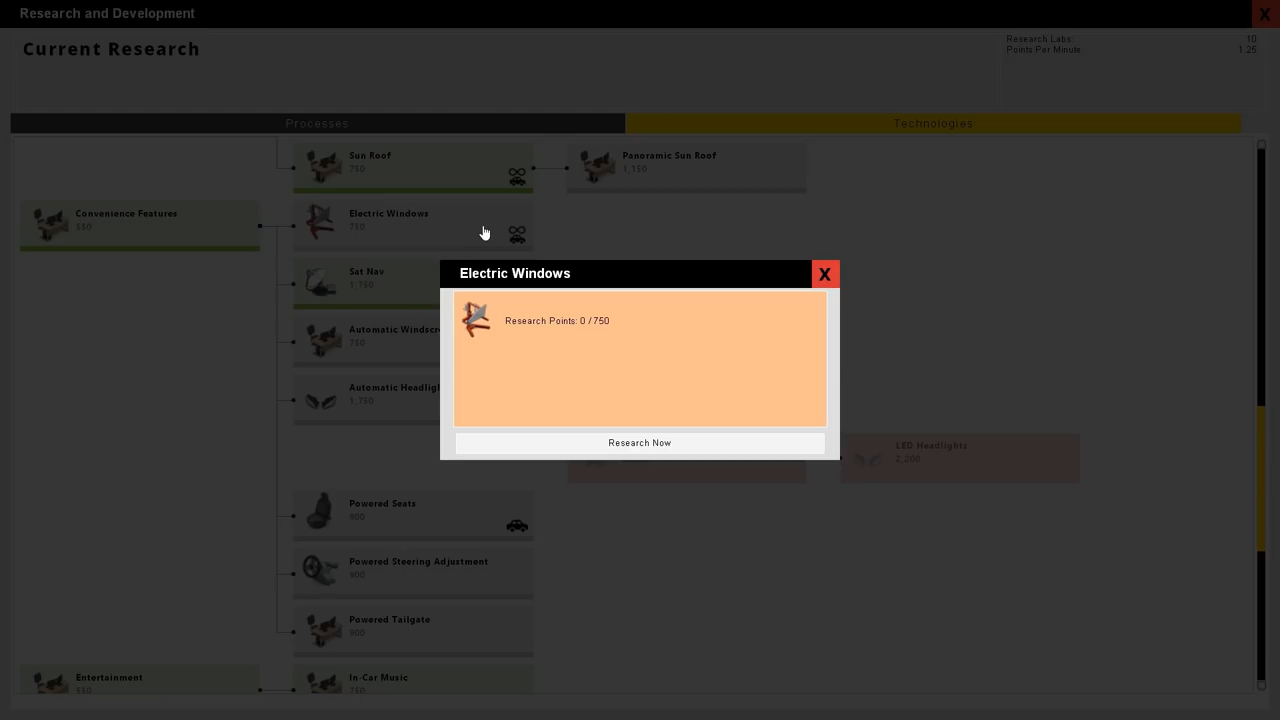 Research and Development
X
Current Research
Research Labs: 10
Points Per Minute 1.25
Processes
Technologies
Sun Roof
750
Panoramic Sun Roof
1,150
Convenience Features
550
Electric Windows
750
Sat Nav
1,750
Automatic Windscr
750
Automatic Headligh
1,750
Electric Windows
X
Research Points: 0 / 750
Research Now
LED Headlights
2,200
Powered Seats
900
Powered Steering Adjustment
900
Powered Tailgate
900
Entertainment
550
In-Car Music
750